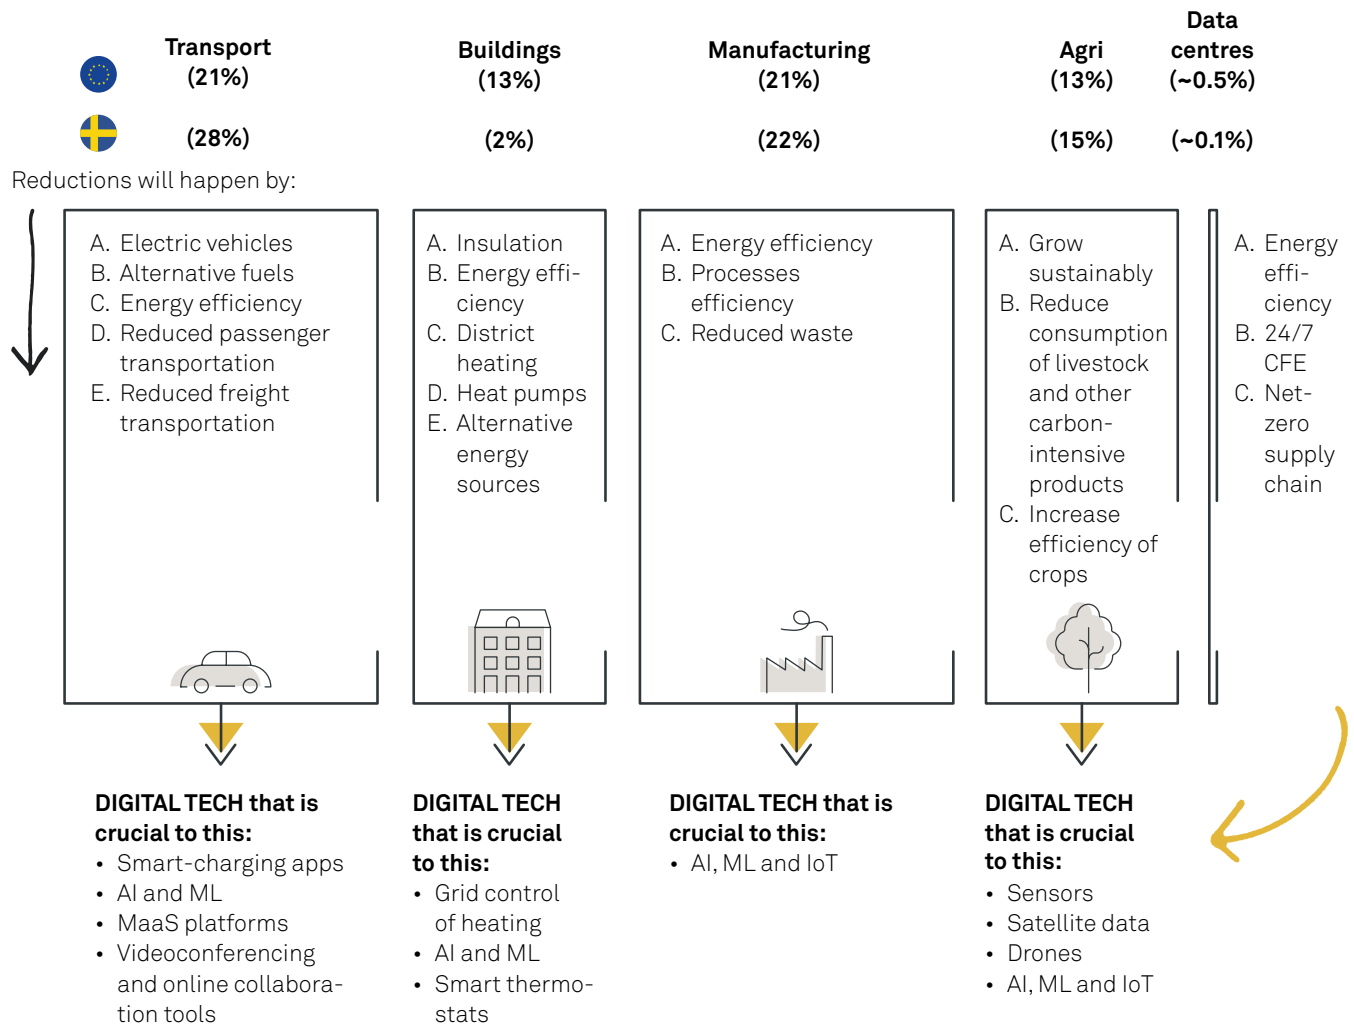 Transport
(21%)
(28%)
Buildings
(13%)
(2%)
Manufacturing
(21%)
(22%)
Agri
(13%)
(15%)
Data
centres
(~0.5%)
(~0.1%)
Reductions will happen by:
A. Electric vehicles
B. Alternative fuels
C. Energy efficiency
D. Reduced passenger
transportation
E. Reduced freight
transportation
A. Insulation
B. Energy effi-
ciency
C. District
heating
D. Heat pumps
E. Alternative
energy
sources
A. Energy efficiency
B. Processes
efficiency
C. Reduced waste
A. Grow
sustainably
B. Reduce
consumption
of livestock
and other
carbon-
intensive
products
C. Increase
efficiency of
crops
A. Energy
effi-
ciency
B. 24/7
CFE
C. Net-
zero
supply
chain
DIGITAL TECH that is
crucial to this:
• Smart-charging apps
• AI and ML
• MaaS platforms
• Videoconferencing
and online collabora-
tion tools
DIGITAL TECH
that is crucial
to this:
• Grid control
of heating
• AI and ML
• Smart thermo-
stats
DIGITAL TECH that is
crucial to this:
• AI, ML and IoT
DIGITAL TECH
that is crucial
to this:
• Sensors
• Satellite data
• Drones
• AI, ML and IoT